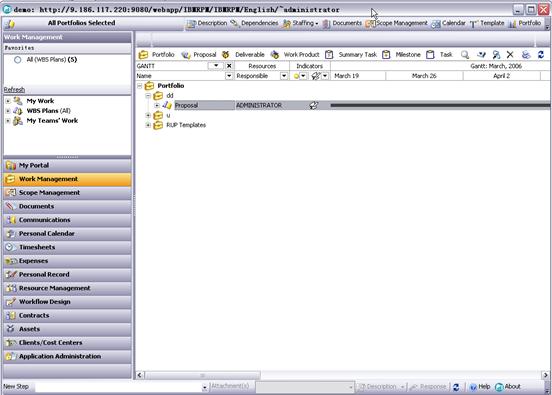 demo: http://9.186.117.220:9080/webapp/IBMRPM/IBMRPM/English/~administrator
All Portfolios Selected
Description Dependencies Staffing Documents Scope Management Calendar Template Portfolio
Work Management
Favorites
All (WBS Plans) (5)
Refresh
My Work
WBS Plans (All)
My Teams' Work
My Portal
Work Management
Scope Management
Documents
Communications
Personal Calendar
Timesheets
Expenses
Personal Record
Resource Management
Workflow Design
Contracts
Assets
Clients/Cost Centers
Application Administration
Portfolio Proposal Deliverable Work Product Summary Task Milestone Task
GANTT Resources Indicators Gantt: March, 2006
Name Responsible March 19 March 26 April 2
Portfolio
dd
Proposal ADMINISTRATOR
u
RUP Templates
New Step Attachment(s) Description Response Help About